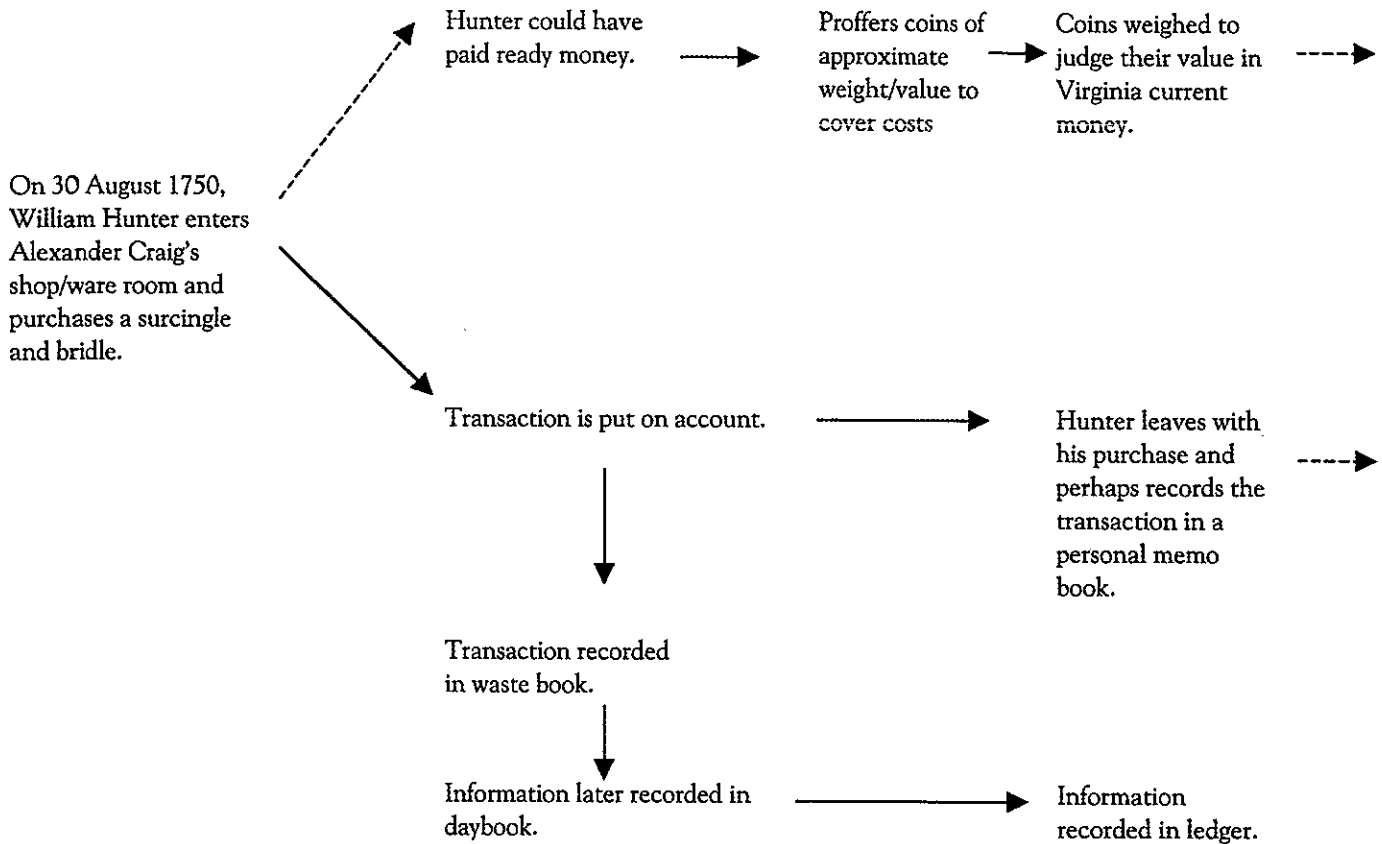 Hunter could have
paid ready money.
Proffers coins of
approximate
weight/value to
cover costs
Coins weighed to
judge their value in
Virginia current
money.
On 30 August 1750,
William Hunter enters
Alexander Craig's
shop/ware room and
purchases a surcingle
and bridle.
Transaction is put on account.
Hunter leaves with
his purchase and
perhaps records the
transaction in a
personal memo
book.
Transaction recorded
in waste book.
Information later recorded in
daybook.
Information
recorded in ledger.